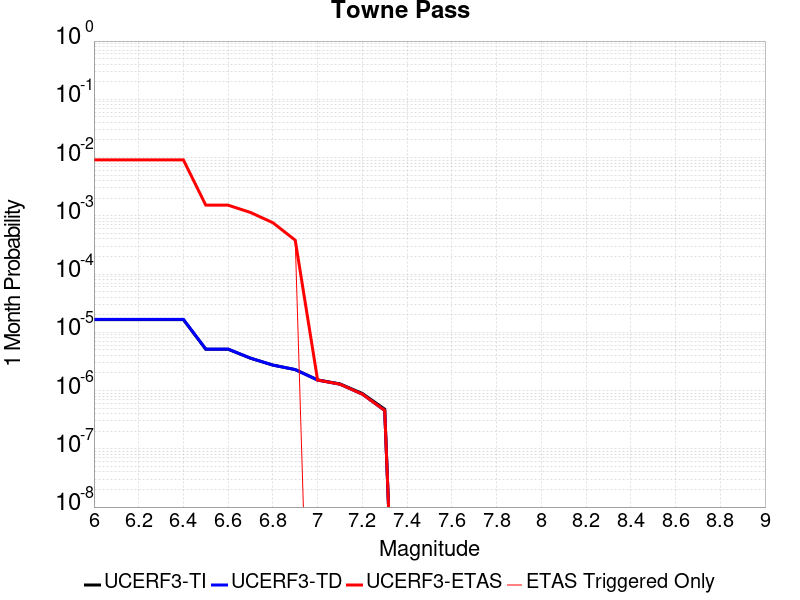 Towne Pass
1 Month Probability
10^0
10^-1
10^-2
10^-3
10^-4
10^-5
10^-6
10^-7
10^-8
6 6.2 6.4 6.6 6.8 7 7.2 7.4 7.6 7.8 8 8.2 8.4 8.6 8.8 9
Magnitude
UCERF3-TI UCERF3-TD UCERF3-ETAS ETAS Triggered Only